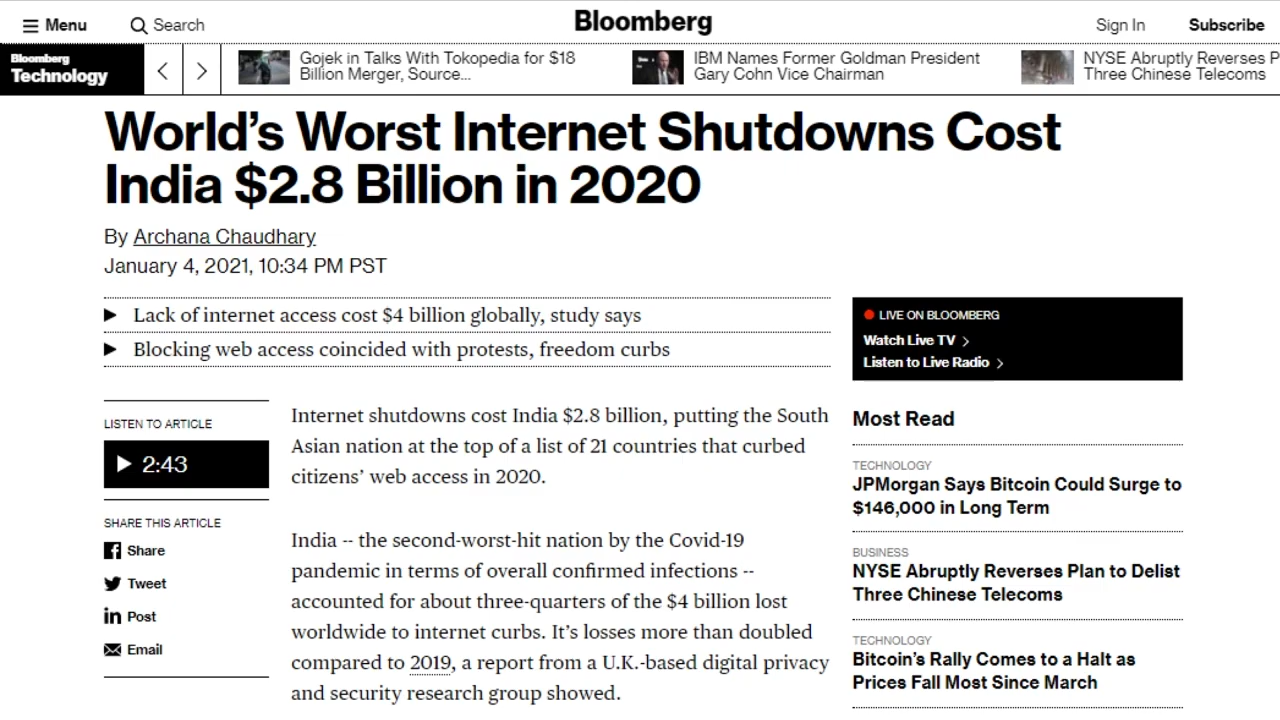 Menu
Search
Bloomberg
Sign In
Subscribe
Bloomberg
Technology
Gojek in Talks With Tokopedia for $18
Billion Merger, Source...
IBM Names Former Goldman President
Gary Cohn Vice Chairman
NYSE Abruptly Reverses P
Three Chinese Telecoms
World's Worst Internet Shutdowns Cost
India $2.8 Billion in 2020
By Archana Chaudhary
January 4, 2021, 10:34 PM PST
Lack of internet access cost $4 billion globally, study says
Blocking web access coincided with protests, freedom curbs
LISTEN TO ARTICLE
2:43
SHARE THIS ARTICLE
Share
Tweet
Post
Email
Internet shutdowns cost India $2.8 billion, putting the South
Asian nation at the top of a list of 21 countries that curbed
citizens' web access in 2020.
India -- the second-worst-hit nation by the Covid-19
pandemic in terms of overall confirmed infections --
accounted for about three-quarters of the $4 billion lost
worldwide to internet curbs. It's losses more than doubled
compared to 2019, a report from a U.K.-based digital privacy
and security research group showed.
LIVE ON BLOOMBERG
Watch Live TV
Listen to Live Radio
Most Read
TECHNOLOGY
JPMorgan Says Bitcoin Could Surge to
$146,000 in Long Term
BUSINESS
NYSE Abruptly Reverses Plan to Delist
Three Chinese Telecoms
TECHNOLOGY
Bitcoin's Rally Comes to a Halt as
Prices Fall Most Since March